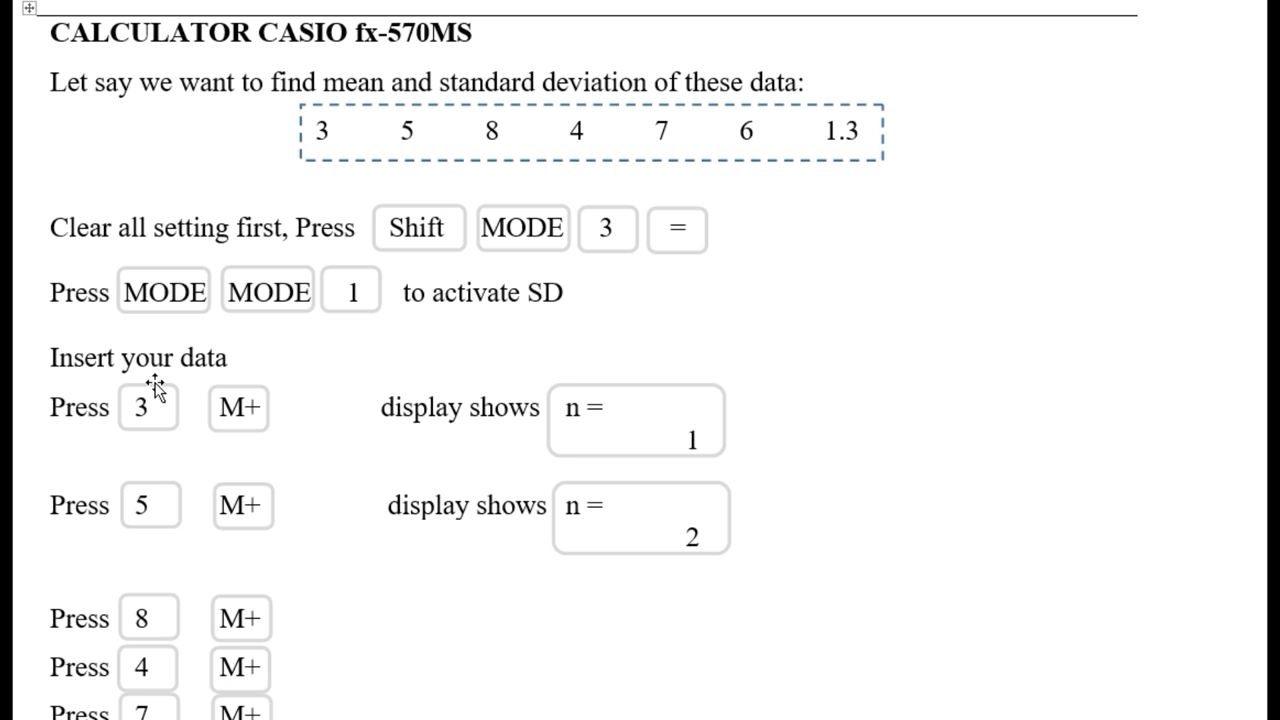 CALCULATOR CASIO fx-570MS
Let say we want to find mean and standard deviation of these data:
3 5 8 4 7 6 1.3
Clear all setting first, Press Shift MODE 3 =
Press MODE MODE 1 to activate SD
Insert your data
Press 3 M+ display shows n =
1
Press 5 M+ display shows n =
2
Press 8 M+
Press 4 M+
Press 7 M+